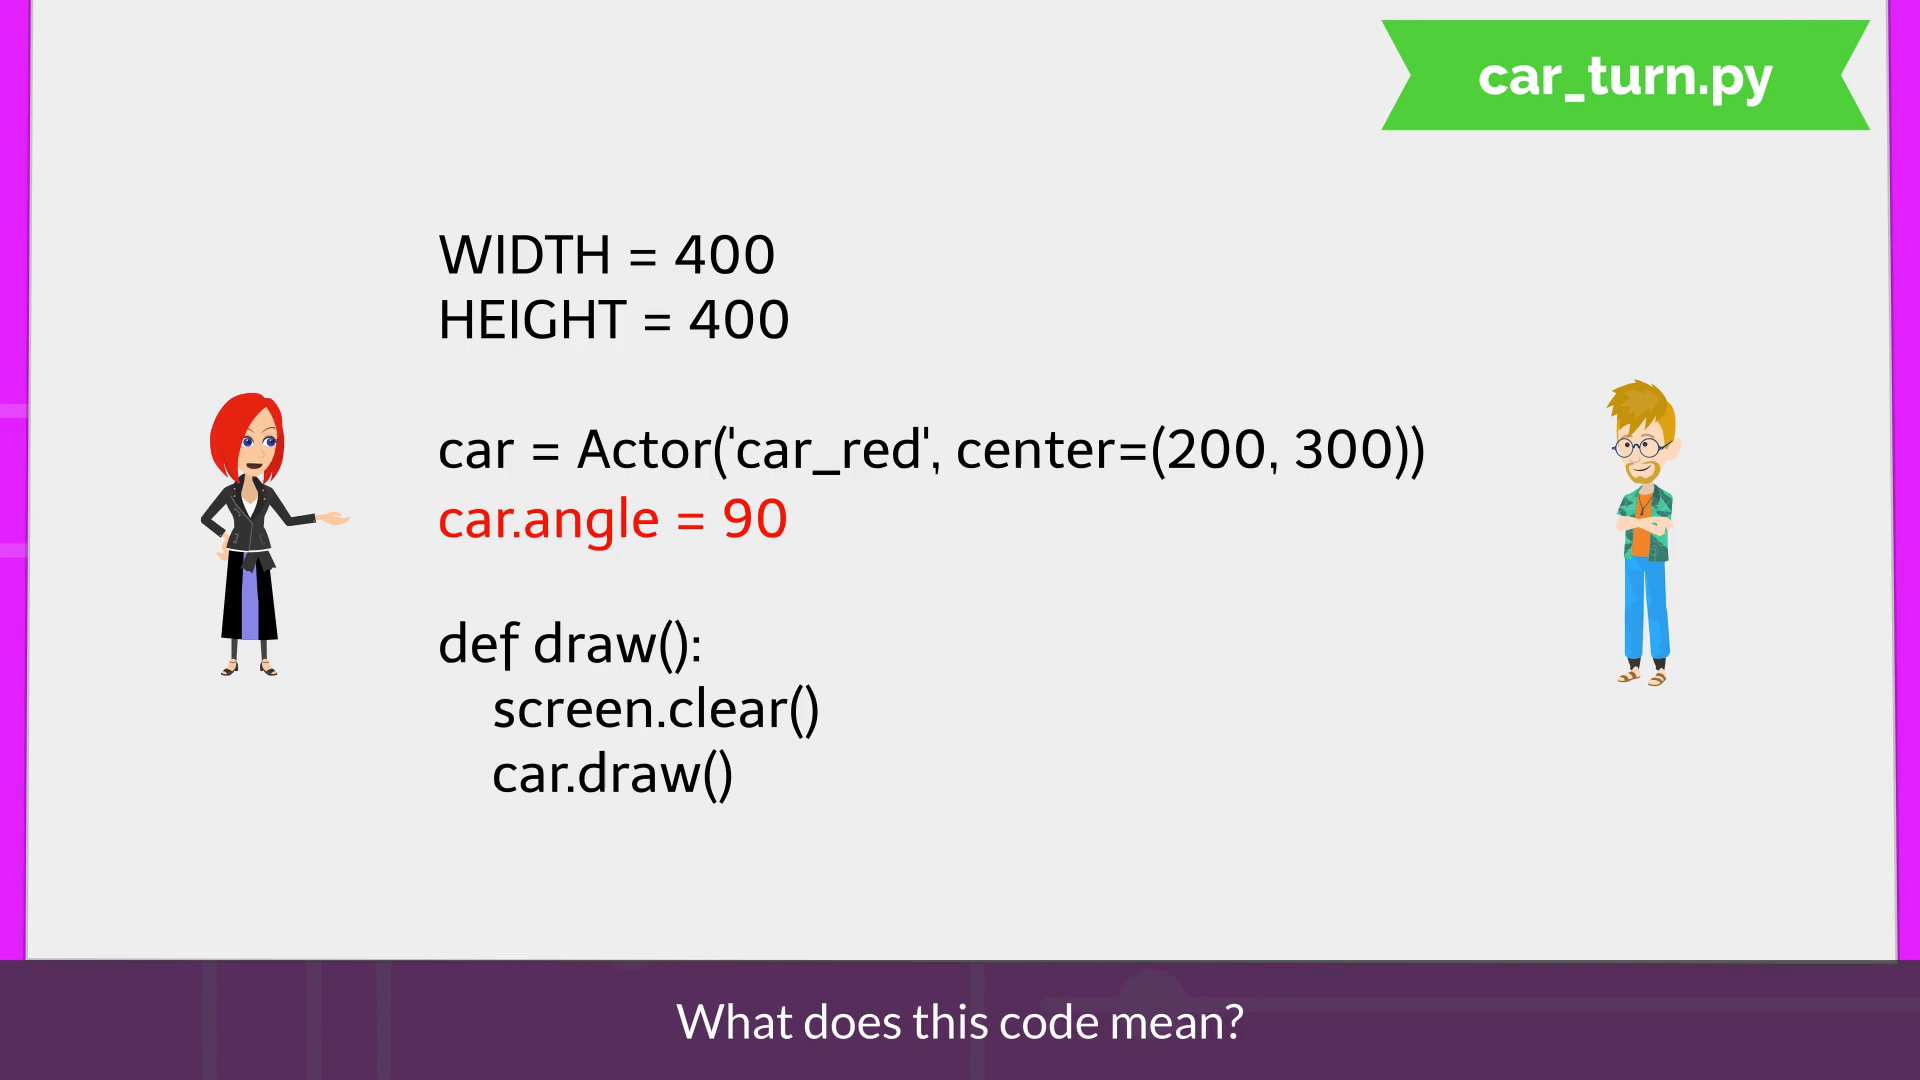 car_turn.py
WIDTH = 400
HEIGHT = 400
car = Actor('car_red', center=(200, 300))
car.angle = 90
def draw():
screen.clear()
car.draw()
What does this code mean?